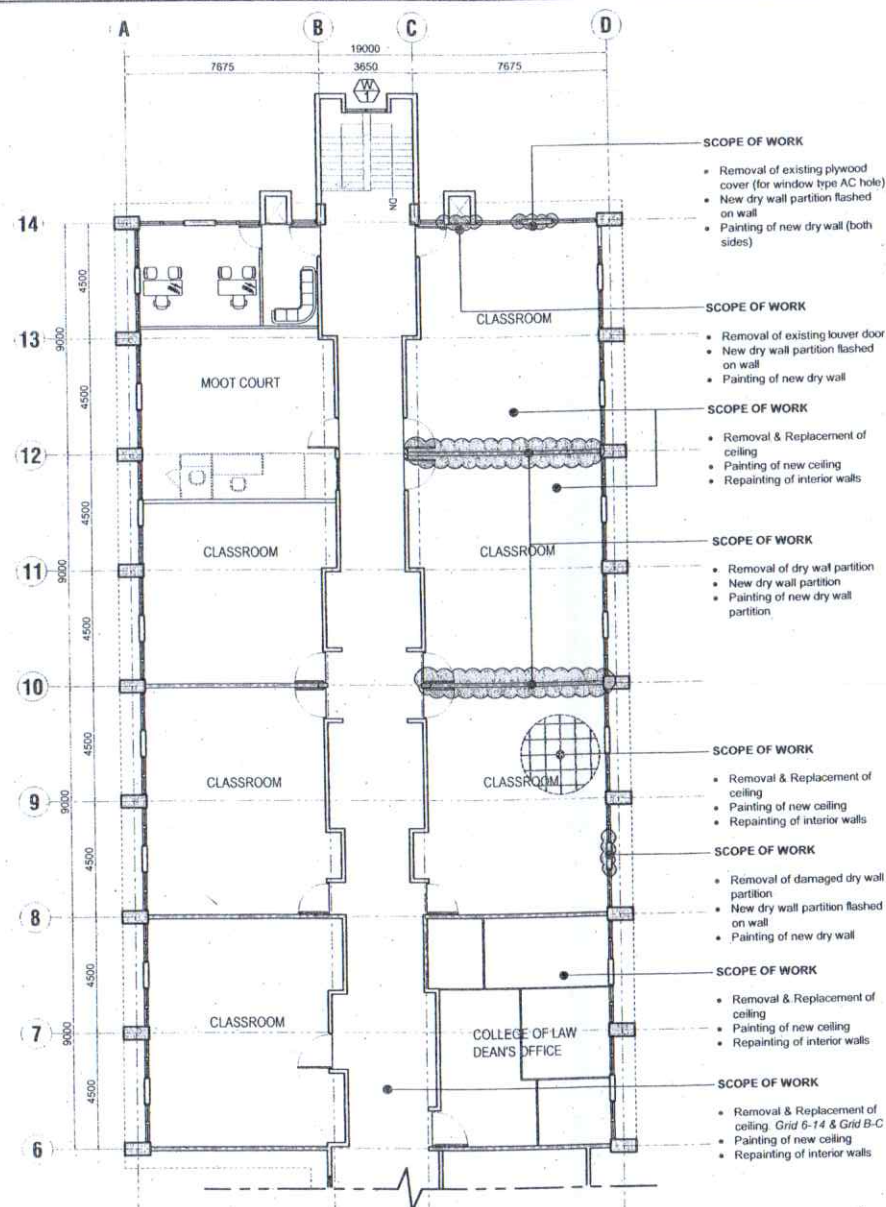 A
B
C
D
19000
7675
3650
7675
W
1
DN
14
13
12
11
10
9
8
7
6
4500
4500
4500
4500
4500
4500
4500
4500
9000
9000
9000
9000
MOOT COURT
CLASSROOM
CLASSROOM
CLASSROOM
CLASSROOM
CLASSROOM
CLASSROOM
COLLEGE OF LAW
DEAN'S OFFICE
SCOPE OF WORK
• Removal of existing plywood
cover (for window type AC hole)
• New dry wall partition flashed
on wall
• Painting of new dry wall (both
sides)
SCOPE OF WORK
• Removal of existing louver door
• New dry wall partition flashed
on wall
• Painting of new dry wall
SCOPE OF WORK
• Removal & Replacement of
ceiling
• Painting of new ceiling
• Repainting of interior walls
SCOPE OF WORK
• Removal of dry wall partition
• New dry wall partition
• Painting of new dry wall
partition
SCOPE OF WORK
• Removal & Replacement of
ceiling
• Painting of new ceiling
• Repainting of interior walls
SCOPE OF WORK
• Removal of damaged dry wall
partition
• New dry wall partition flashed
on wall
• Painting of new dry wall
SCOPE OF WORK
• Removal & Replacement of
ceiling
• Painting of new ceiling
• Repainting of interior walls
SCOPE OF WORK
• Removal & Replacement of
ceiling. Grid 6-14 & Grid B-C
• Painting of new ceiling
• Repainting of interior walls